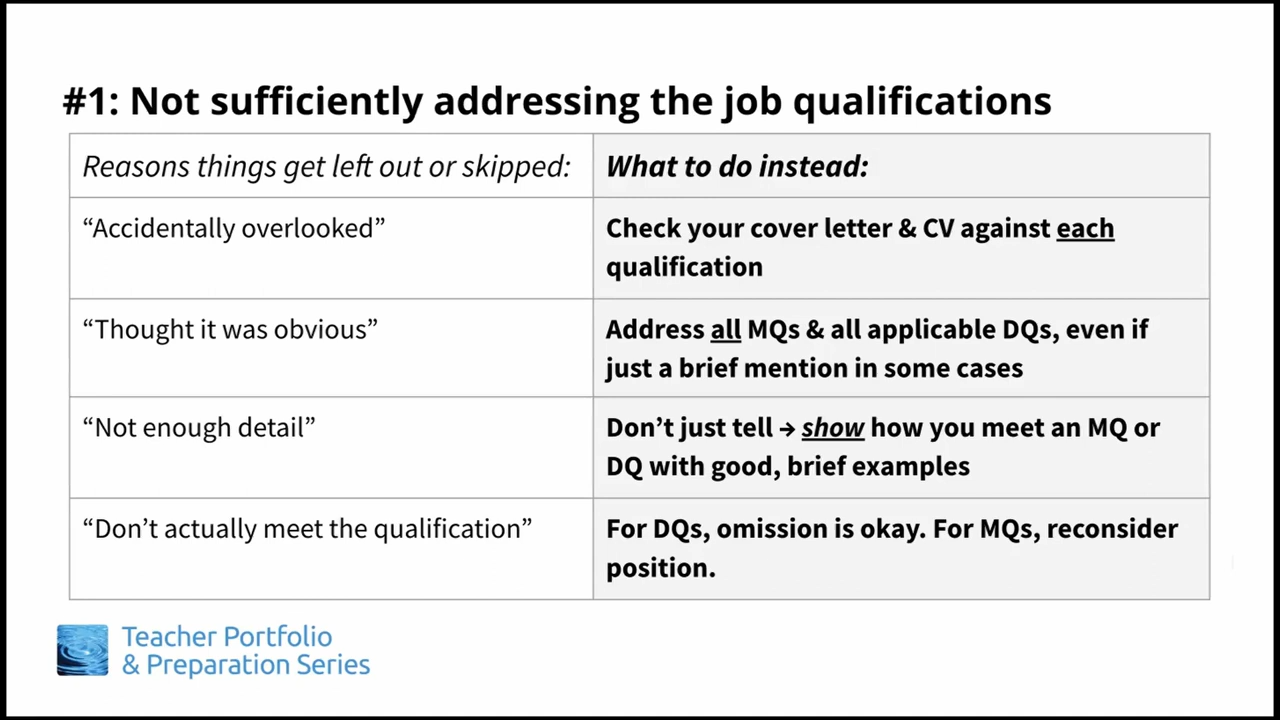 #1: Not sufficiently addressing the job qualifications
Reasons things get left out or skipped:
What to do instead:
“Accidentally overlooked”
Check your cover letter & CV against each
qualification
“Thought it was obvious”
Address all MQs & all applicable DQs, even if
just a brief mention in some cases
“Not enough detail”
Don’t just tell → show how you meet an MQ or
DQ with good, brief examples
“Don’t actually meet the qualification”
For DQs, omission is okay. For MQs, reconsider
position.
Teacher Portfolio
& Preparation Series